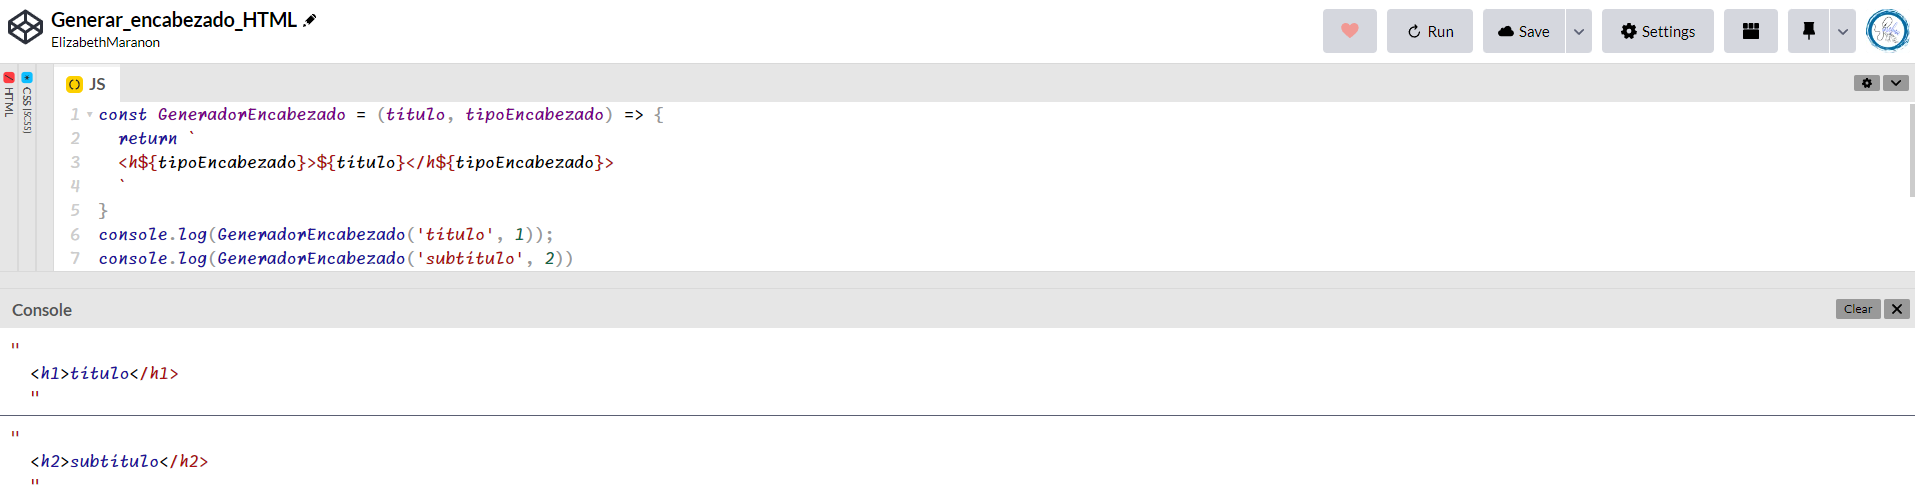 Generar_encabezado_HTML
ElizabethMaranon
Run
Save
Settings
HTML
CSS (SCSS)
JS
1 const GeneradorEncabezado = (titulo, tipoEncabezado) => {
2 return `
3 <h${tipoEncabezado}>${titulo}</h${tipoEncabezado}>
4 `
5 }
6 console.log(GeneradorEncabezado('titulo', 1));
7 console.log(GeneradorEncabezado('subtitulo', 2))
Console
Clear
"
<h1>titulo</h1>
"
"
<h2>subtitulo</h2>
"